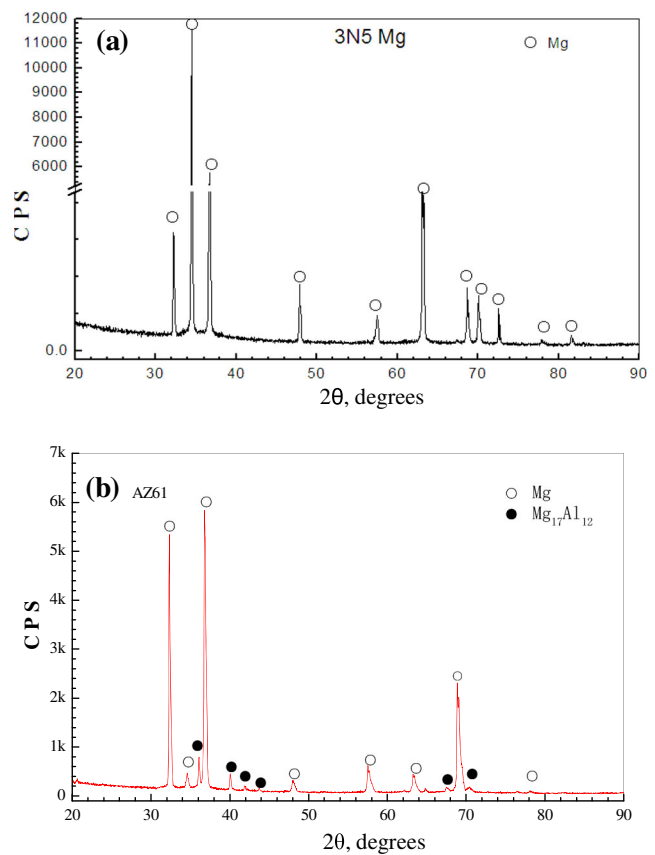 (a)
3N5 Mg
Mg
12000
11000
10000
9000
8000
7000
6000
0.0
CPS
20 30 40 50 60 70 80 90
2θ, degrees
(b)
AZ61
Mg
Mg17Al12
7k
6k
5k
4k
3k
2k
1k
0
CPS
20 30 40 50 60 70 80 90
2θ, degrees